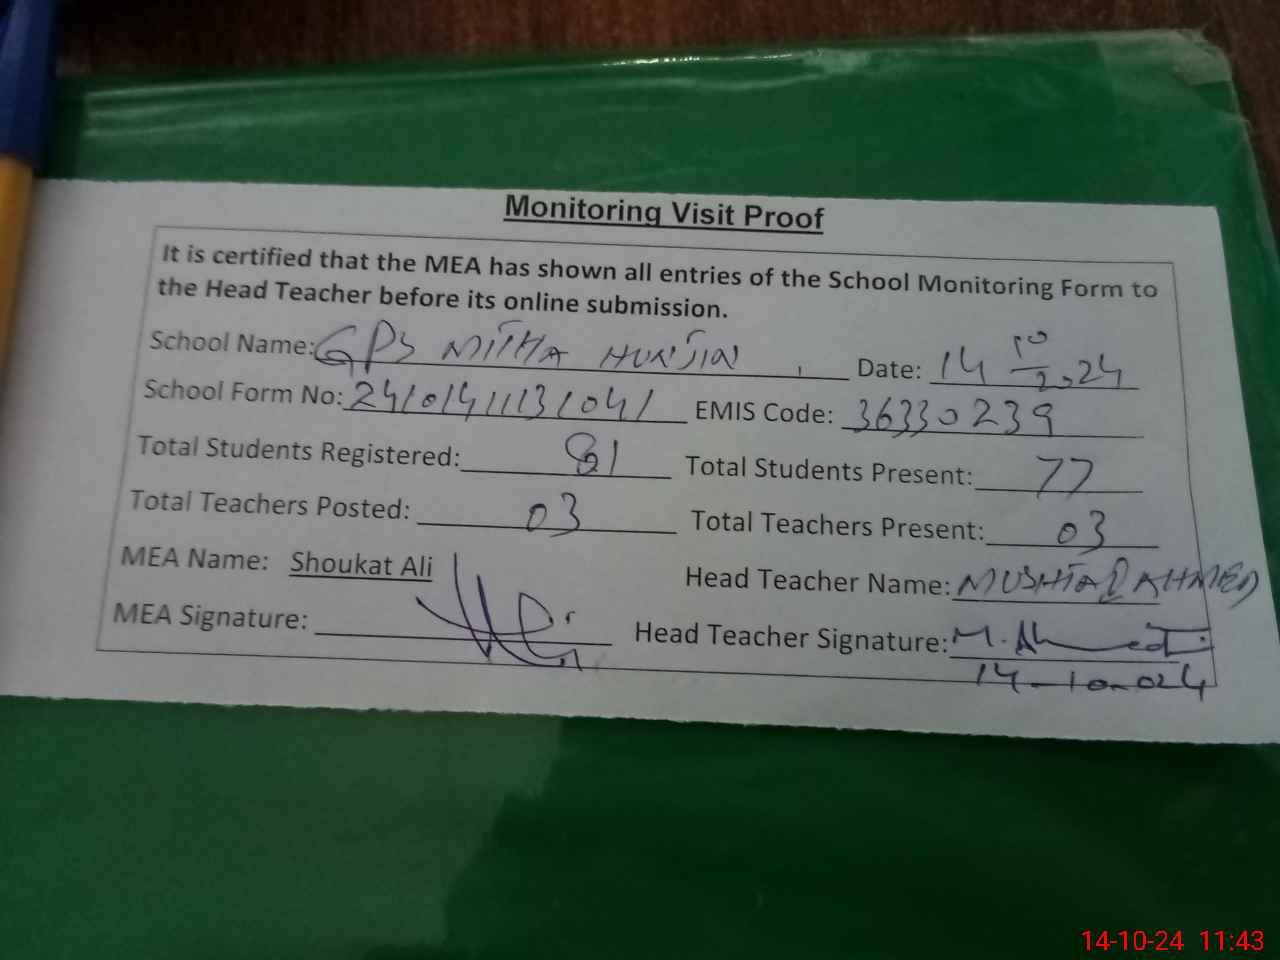 Monitoring Visit Proof
It is certified that the MEA has shown all entries of the School Monitoring Form to
the Head Teacher before its online submission.
School Name: GPS MITHA HUNJIN Date: 14 10/2024
School Form No: 24101411131041 EMIS Code: 36330239
Total Students Registered: 81 Total Students Present: 77
Total Teachers Posted: 03 Total Teachers Present: 03
MEA Name: Shoukat Ali Head Teacher Name: MUSHTAQ AHMED
MEA Signature: Head Teacher Signature: M. Ahmed
14-10-024
14-10-24 11:43